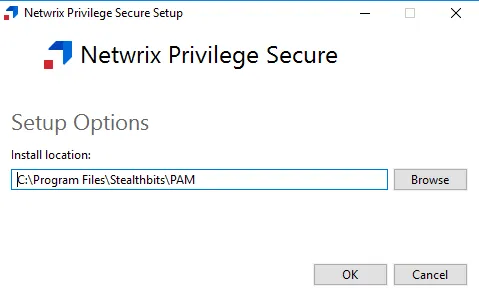 Netwrix Privilege Secure Setup
Netwrix Privilege Secure
Setup Options
Install location:
C:\Program Files\Stealthbits\PAM
Browse
OK
Cancel